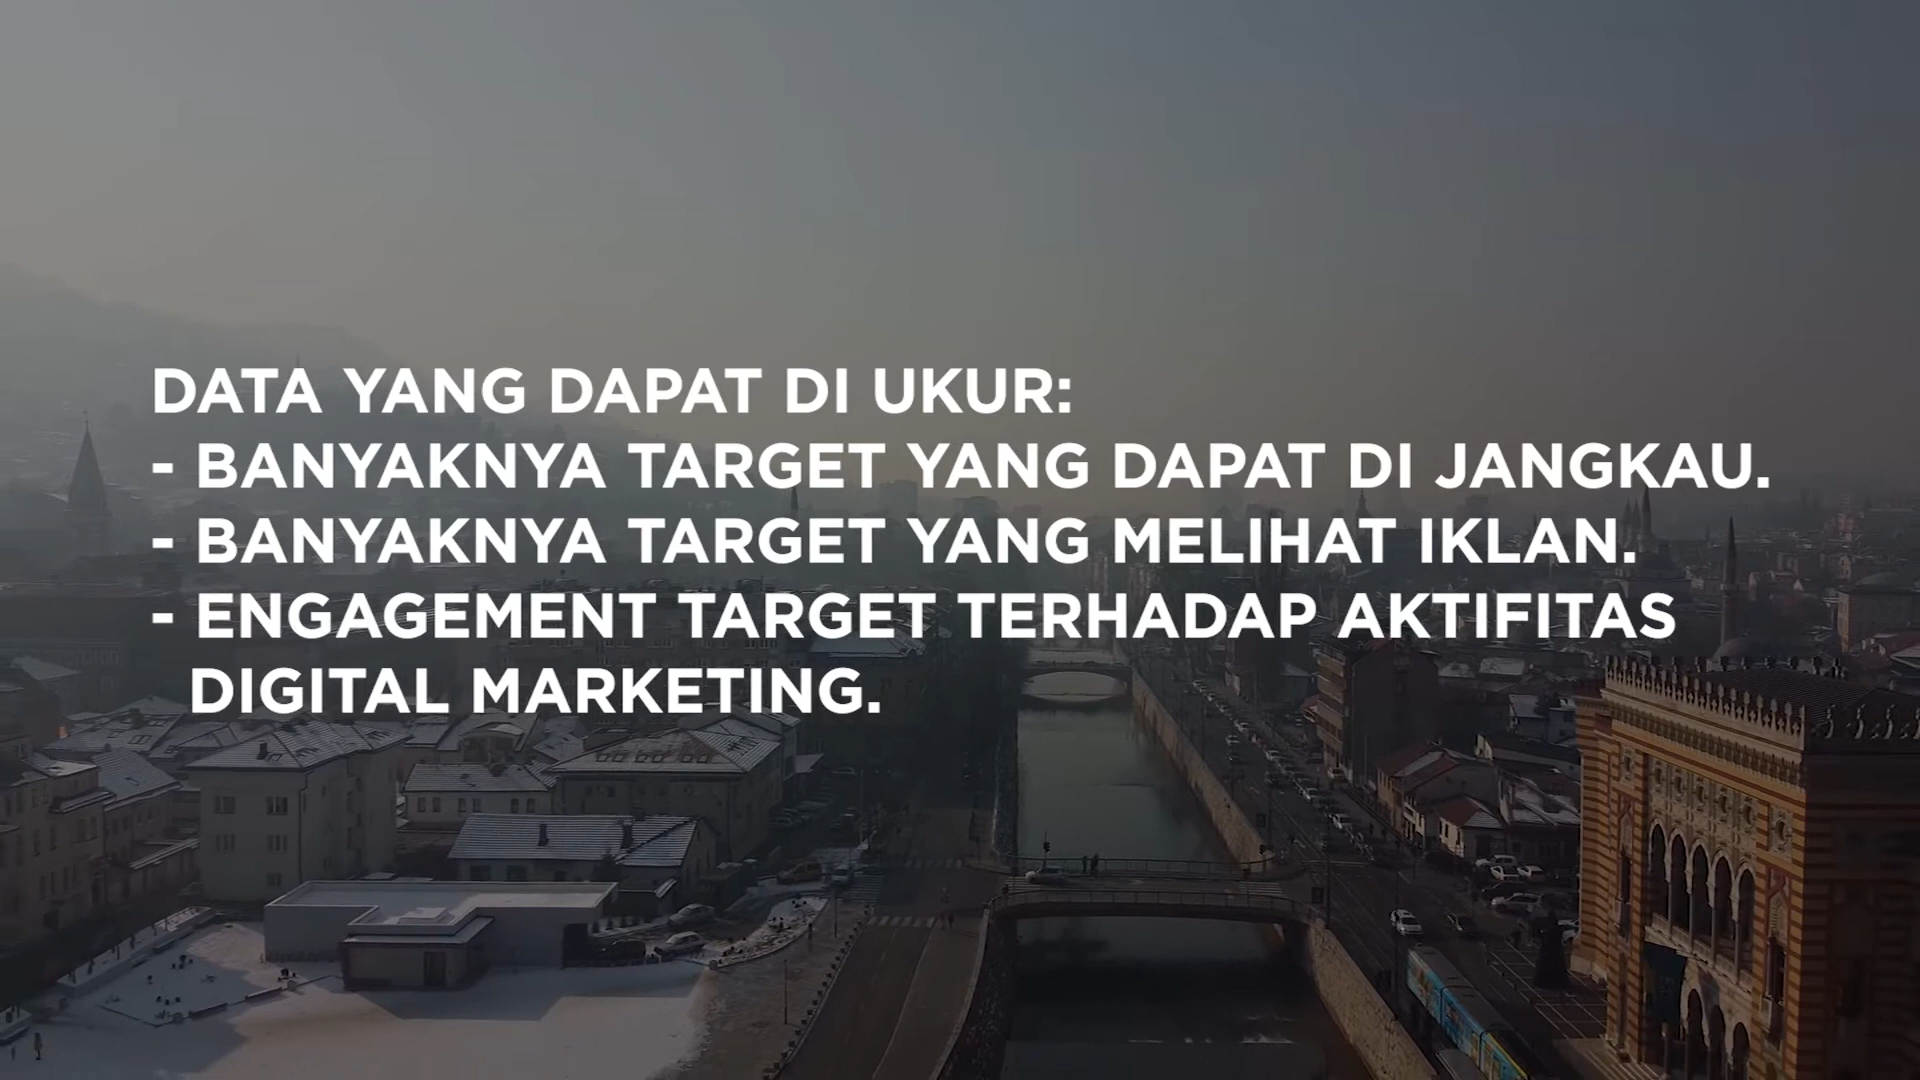 DATA YANG DAPAT DI UKUR:
- BANYAKNYA TARGET YANG DAPAT DI JANGKAU.
- BANYAKNYA TARGET YANG MELIHAT IKLAN.
- ENGAGEMENT TARGET TERHADAP AKTIFITAS
DIGITAL MARKETING.